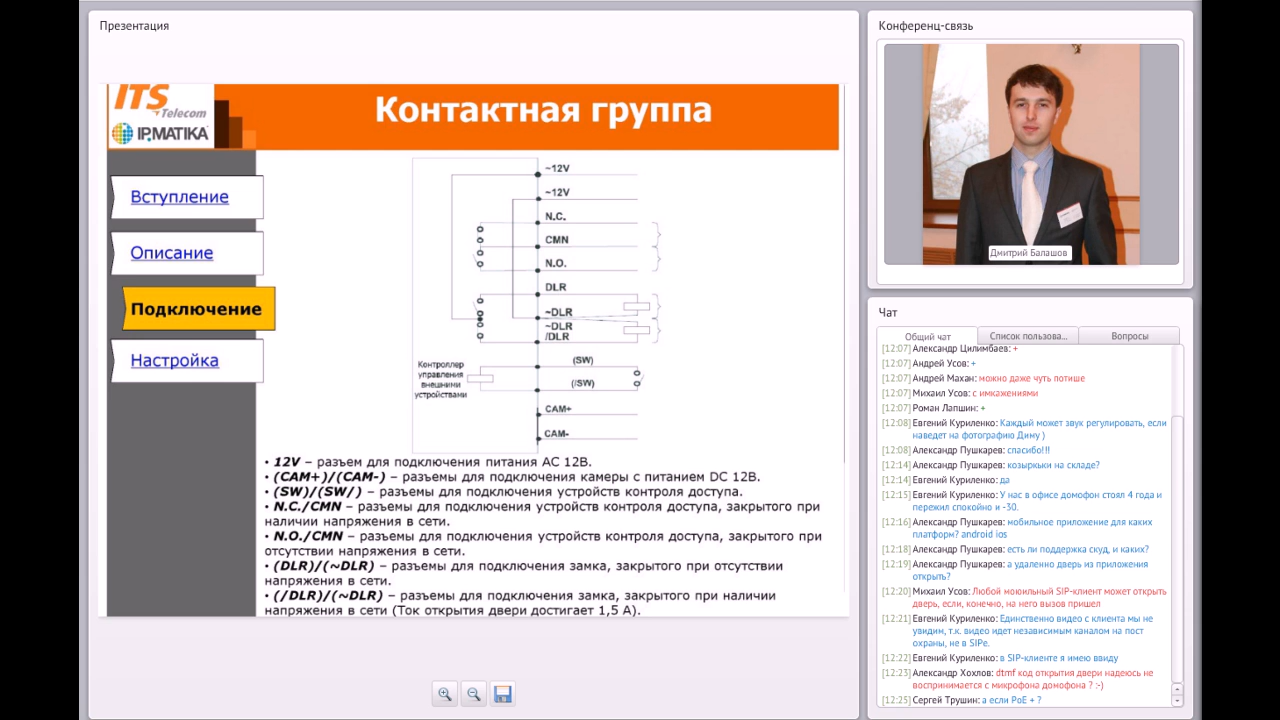 Презентация
ITS
Telecom
IP.MATIKA
Контактная группа
Вступление
Описание
Подключение
Настройка
~12V
~12V
N.C.
CMN
N.O.
DLR
~DLR
~DLR
/DLR
(SW)
(/SW)
CAM+
CAM-
Контроллер
управления
внешними
устройствами
• 12V – разъем для подключения питания AC 12В.
• (CAM+)/(CAM-) – разъемы для подключения камеры с питанием DC 12В.
• (SW)/(SW/) – разъемы для подключения устройств контроля доступа.
• N.C./CMN – разъемы для подключения устройств контроля доступа, закрытого при
наличии напряжения в сети.
• N.O./CMN – разъемы для подключения устройств контроля доступа, закрытого при
отсутствии напряжения в сети.
• (DLR)/(~DLR) – разъемы для подключения замка, закрытого при отсутствии
напряжения в сети.
• (/DLR)/(~DLR) – разъемы для подключения замка, закрытого при наличии
напряжения в сети (Ток открытия двери достигает 1,5 А).
Конференц-связь
Дмитрий Балашов
Чат
Общий чат
Список пользова...
Вопросы
[12:07] Александр Цилимбаев: +
[12:07] Андрей Усов: +
[12:07] Андрей Махан: можно даже чуть потише
[12:07] Михаил Усов: с имкажениями
[12:07] Роман Лапшин: +
[12:08] Евгений Куриленко: Каждый может звук регулировать, если
наведет на фотографию Диму )
[12:08] Александр Пушкарев: спасибо!!!
[12:14] Александр Пушкарев: козырьки на складе?
[12:14] Евгений Куриленко: да
[12:15] Евгений Куриленко: У нас в офисе домофон стоял 4 года и
пережил спокойно и -30.
[12:16] Александр Пушкарев: мобильное приложение для каких
платформ? android ios
[12:18] Александр Пушкарев: есть ли поддержка скуд, и каких?
[12:19] Александр Пушкарев: а удаленно дверь из приложения
открыть?
[12:20] Михаил Усов: Любой моюильный SIP-клиент может открыть
дверь, если, конечно, на него вызов пришел
[12:21] Евгений Куриленко: Единственно видео с клиента мы не
увидим, т.к. видео идет независимым каналом на пост
охраны, не в SIPe.
[12:22] Евгений Куриленко: в SIP-клиенте я имею ввиду
[12:23] Александр Хохлов: dtmf код открытия двери надеюсь не
воспринимается с микрофона домофона ? :-)
[12:25] Сергей Трушин: а если PoE + ?